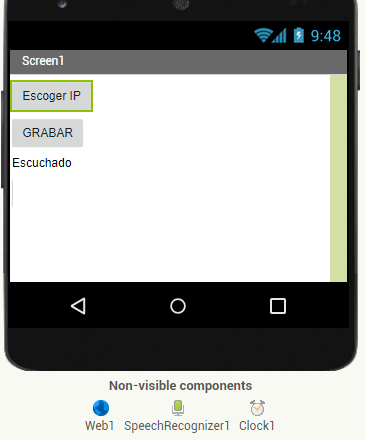 9:48
Screen1
Escoger IP
GRABAR
Escuchado
Non-visible components
Web1 SpeechRecognizer1 Clock1